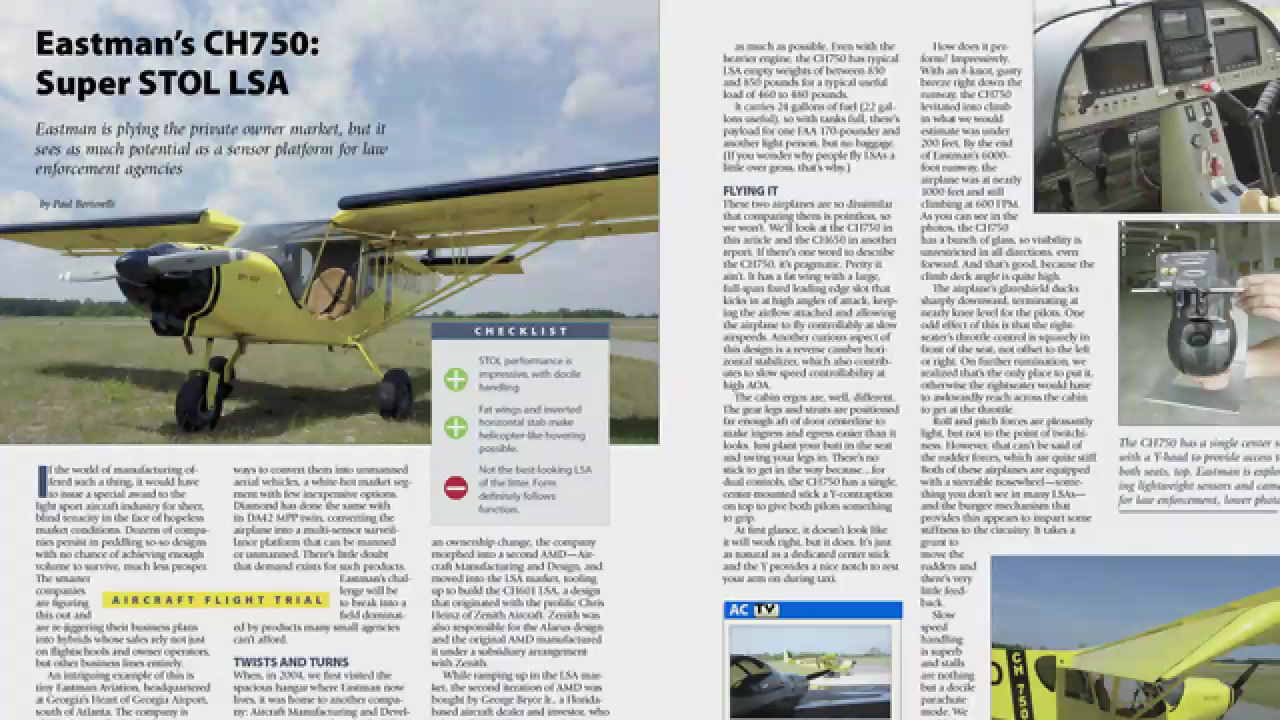 Eastman's CH750:
Super STOL LSA
Eastman is plying the private owner market, but it
sees as much potential as a sensor platform for law
enforcement agencies
by Paul Bertorelli
CHECKLIST
STOL performance is
impressive, with docile
handling.
Fat wings and inverted
horizontal stab make
helicopter-like hovering
possible.
Not the best-looking LSA
of the litter. Form
definitely follows
function.
If the world of manufacturing of-
fered such a thing, it would have
to issue a special award to the
light sport aircraft industry for sheer,
blind tenacity in the face of hopeless
market conditions. Dozens of compa-
nies persist in peddling so-so designs
with no chance of achieving enough
volume to survive, much less prosper.
The smarter
companies
are figuring
this out and
are re-jiggering their business plans
into hybrids whose sales rely not just
on flightschools and owner operators,
but other business lines entirely.
An intriguing example of this is
tiny Eastman Aviation, headquartered
at Georgia's Heart of Georgia Airport,
south of Atlanta. The company is
AIRCRAFT FLIGHT TRIAL
ways to convert them into unmanned
aerial vehicles, a white-hot market seg-
ment with few inexpensive options.
Diamond has done the same with
its DA42 MPP twin, converting the
airplane into a multi-sensor surveil-
lance platform that can be manned
or unmanned. There's little doubt
that demand exists for such products.
Eastman's chal-
lenge will be
to break into a
field dominat-
ed by products many small agencies
can't afford.
TWISTS AND TURNS
When, in 2004, we first visited the
spacious hangar where Eastman now
lives, it was home to another compa-
ny. Aircraft Manufacturing and Devel-
an ownership change, the company
morphed into a second AMD—Air-
craft Manufacturing and Design, and
moved into the LSA market, tooling
up to build the CH601 LSA, a design
that originated with the prolific Chris
Heinz of Zenith Aircraft. Zenith was
also responsible for the Alarus design
and the original AMD manufactured
it under a subsidiary arrangement
with Zenith.
While ramping up in the LSA mar-
ket, the second iteration of AMD was
bought by George Bryce Jr., a Florida-
based aircraft dealer and investor, who
as much as possible. Even with the
heavier engine, the CH750 has typical
LSA empty weights of between 830
and 850 pounds for a typical useful
load of 460 to 480 pounds.
It carries 24 gallons of fuel (22 gal-
lons useful), so with tanks full, there's
payload for one FAA 170-pounder and
another light person, but no baggage.
(If you wonder why people fly LSAs a
little over gross, that's why.)
FLYING IT
These two airplanes are so dissimilar
that comparing them is pointless, so
we won't. We'll look at the CH750 in
this article and the CH650 in another
report. If there's one word to describe
the CH750, it's pragmatic. Pretty it
ain't. It has a fat wing with a large,
full-span fixed leading edge slot that
kicks in at high angles of attack, keep-
ing the airflow attached and allowing
the airplane to fly controllably at slow
airspeeds. Another curious aspect of
this design is a reverse camber hori-
zontal stabilizer, which also contrib-
utes to slow speed controllability at
high AOA.
The cabin ergos are, well, different.
The gear legs and struts are positioned
far enough aft of door centerline to
make ingress and egress easier than it
looks. Just plant your butt in the seat
and swing your legs in. There's no
stick to get in the way because…for
dual controls, the CH750 has a single,
center-mounted stick a Y-contraption
on top to give both pilots something
to grip.
At first glance, it doesn't look like
it will work right, but it does. It's just
as natural as a dedicated center stick
and the Y provides a nice notch to rest
your arm on during taxi.
AC TV
How does it per-
form? Impressively.
With an 8-knot, gusty
breeze right down the
runway, the CH750
levitated into climb
in what we would
estimate was under
200 feet. By the end
of Eastman's 6000-
foot runway, the
airplane was at nearly
1000 feet and still
climbing at 600 FPM.
As you can see in the
photos, the CH750
has a bunch of glass, so visibility is
unrestricted in all directions, even
forward. And that's good, because the
climb deck angle is quite high.
The airplane's glareshield ducks
sharply downward, terminating at
nearly knee level for the pilots. One
odd effect of this is that the right-
seater's throttle control is squarely in
front of the seat, not offset to the left
or right. On further rumination, we
realized that's the only place to put it,
otherwise the rightseater would have
to awkwardly reach across the cabin
to get at the throttle.
Roll and pitch forces are pleasantly
light, but not to the point of twitchi-
ness. However, that can't be said of
the rudder forces, which are quite stiff.
Both of these airplanes are equipped
with a steerable nosewheel—some-
thing you don't see in many LSAs—
and the bungee mechanism that
provides this appears to impart some
stiffness to the circuitry. It takes a
grunt to
move the
rudders and
there's very
little feed-
back.
Slow
speed
handling
is superb
and stalls
are nothing
but a docile
parachute
mode. We
The CH750 has a single center
with a Y-head to provide access t
both seats, top. Eastman is explo
ing lightweight sensors and came
for law enforcement, lower photo
CH 750